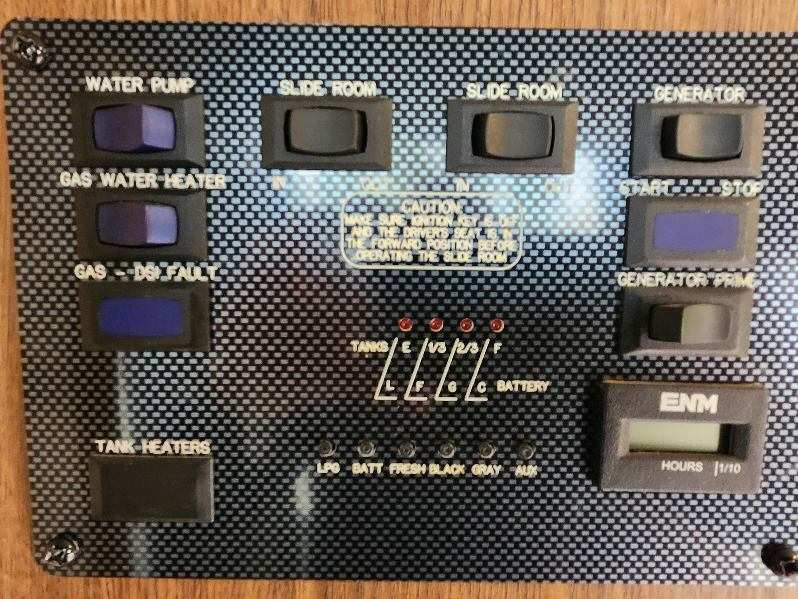 WATER PUMP
SLIDE ROOM
SLIDE ROOM
GENERATOR
GAS WATER HEATER
IN OUT
IN OUT
START STOP
CAUTION
MAKE SURE IGNITION KEY IS OFF
AND THE DRIVER'S SEAT IS IN
THE FORWARD POSITION BEFORE
OPERATING THE SLIDE ROOM
GAS - DSI FAULT
GENERATOR PRIME
TANKS E 1/3 2/3 F
L F G C BATTERY
ENM
HOURS 1/10
TANK HEATERS
LPG BATT FRESH BLACK GRAY AUX